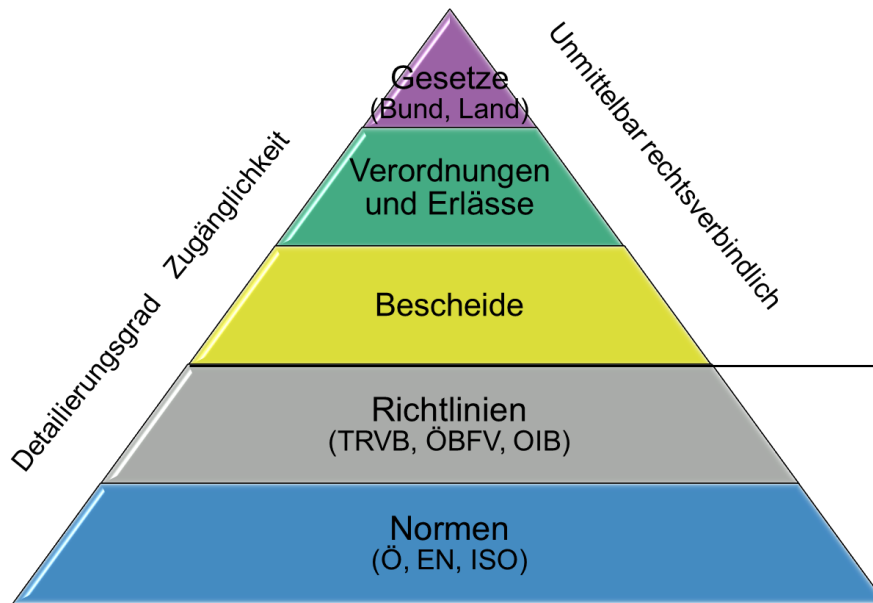 Gesetze
(Bund, Land)
Verordnungen
und Erlässe
Bescheide
Richtlinien
(TRVB, ÖBFV, OIB)
Normen
(Ö, EN, ISO)
Detailierungsgrad Zugänglichkeit
Unmittelbar rechtsverbindlich